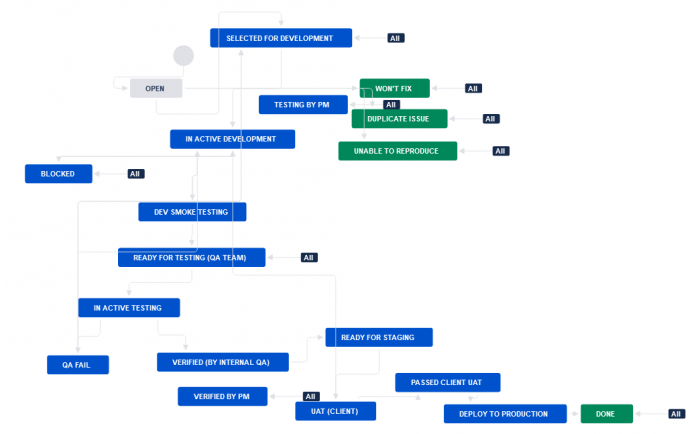 SELECTED FOR DEVELOPMENT
All
OPEN
WON'T FIX
All
TESTING BY PM
All
DUPLICATE ISSUE
All
IN ACTIVE DEVELOPMENT
UNABLE TO REPRODUCE
All
BLOCKED
All
DEV SMOKE TESTING
READY FOR TESTING (QA TEAM)
All
IN ACTIVE TESTING
READY FOR STAGING
QA FAIL
VERIFIED (BY INTERNAL QA)
PASSED CLIENT UAT
VERIFIED BY PM
All
UAT (CLIENT)
DEPLOY TO PRODUCTION
DONE
All